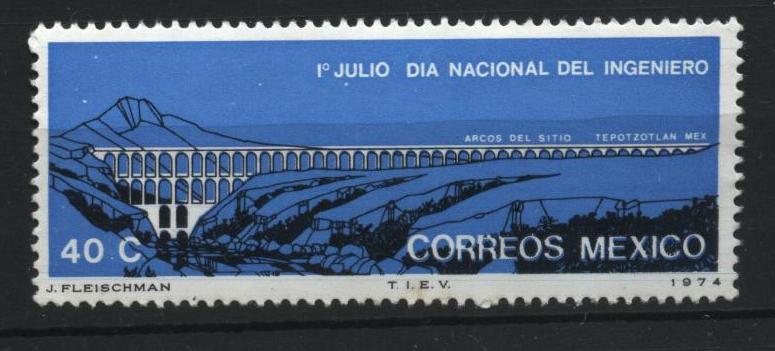 1º JULIO DIA NACIONAL DEL INGENIERO
ARCOS DEL SITIO TEPOTZOTLAN MEX
40 C CORREOS MEXICO
J. FLEISCHMAN T. I. E. V. 1974